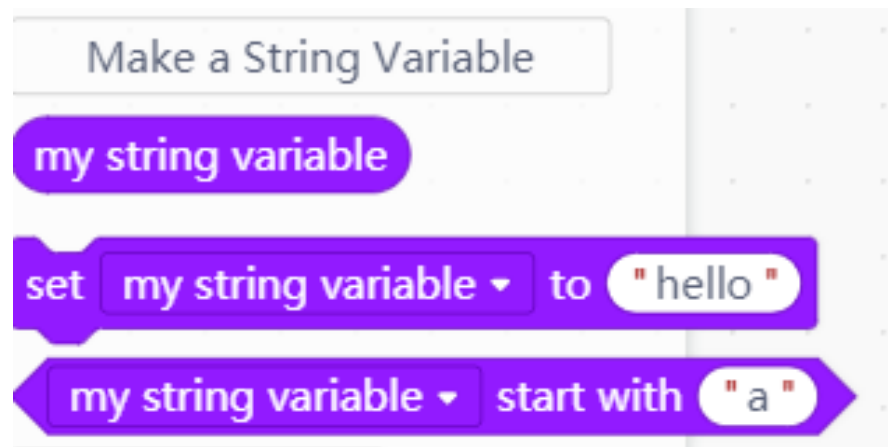 Make a String Variable
my string variable
set my string variable to "hello"
my string variable start with "a"